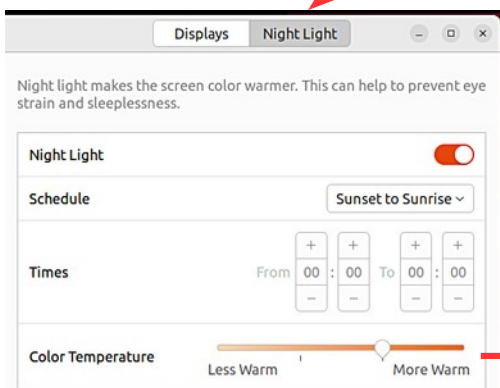 Displays Night Light
Night light makes the screen color warmer. This can help to prevent eye
strain and sleeplessness.
Night Light
Schedule Sunset to Sunrise
+ + + +
Times From 00 : 00 To 00 : 00
− − − −
Color Temperature
Less Warm More Warm